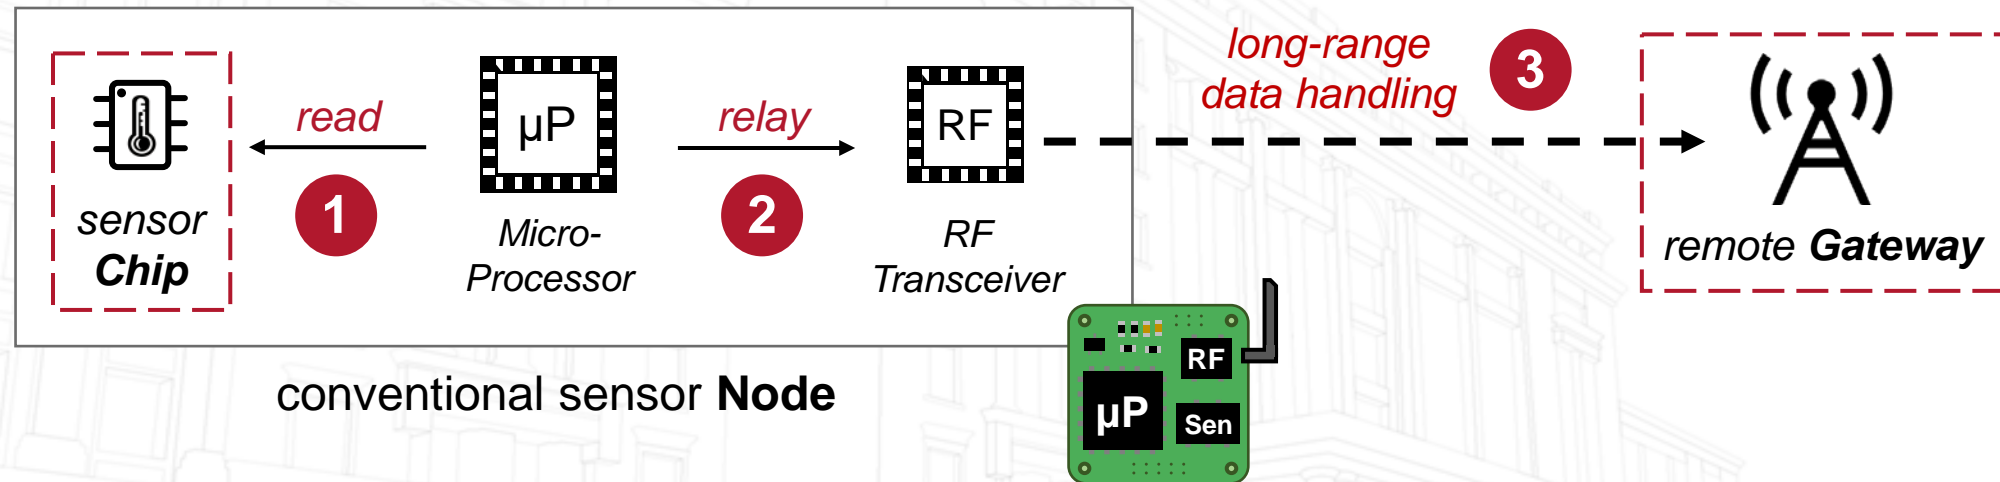 sensor
Chip
read
1
µP
Micro-
Processor
relay
2
RF
RF
Transceiver
long-range
data handling
3
remote Gateway
conventional sensor Node
RF
µP
Sen